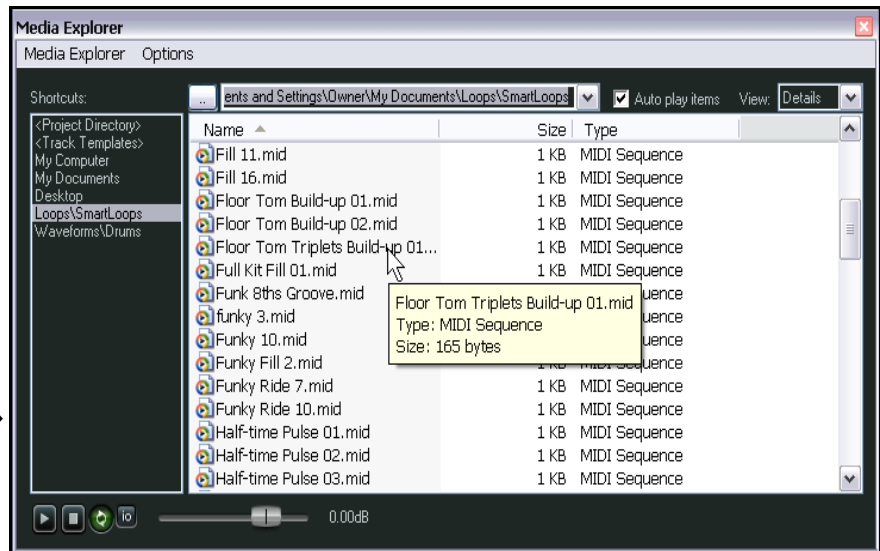 Media Explorer
Media Explorer Options
Shortcuts:
.. ents and Settings\Owner\My Documents\Loops\SmartLoops Auto play items View: Details
<Project Directory>
<Track Templates>
My Computer
My Documents
Desktop
Loops\SmartLoops
Waveforms\Drums
Name Size Type
Fill 11.mid 1 KB MIDI Sequence
Fill 16.mid 1 KB MIDI Sequence
Floor Tom Build-up 01.mid 1 KB MIDI Sequence
Floor Tom Build-up 02.mid 1 KB MIDI Sequence
Floor Tom Triplets Build-up 01... 1 KB MIDI Sequence
Full Kit Fill 01.mid 1 KB MIDI Sequence
Funk 8ths Groove.mid uence
funky 3.mid uence
Funky 10.mid uence
Funky Fill 2.mid 1 KB MIDI Sequence
Funky Ride 7.mid 1 KB MIDI Sequence
Funky Ride 10.mid 1 KB MIDI Sequence
Half-time Pulse 01.mid 1 KB MIDI Sequence
Half-time Pulse 02.mid 1 KB MIDI Sequence
Half-time Pulse 03.mid 1 KB MIDI Sequence
Floor Tom Triplets Build-up 01.mid
Type: MIDI Sequence
Size: 165 bytes
io 0.00dB